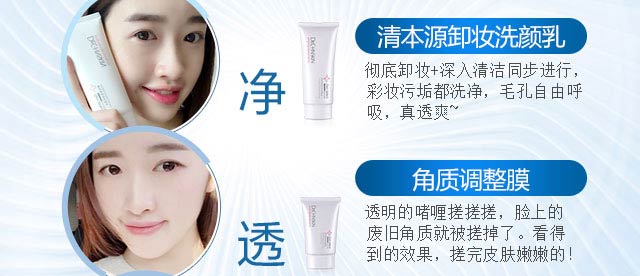 净
清本源卸妆洗颜乳
彻底卸妆+深入清洁同步进行，
彩妆污垢都洗净，毛孔自由呼
吸，真透爽~
透
角质调整膜
透明的啫喱搓搓搓，脸上的
废旧角质就被搓掉了。看得
到的效果，搓完皮肤嫩嫩的！